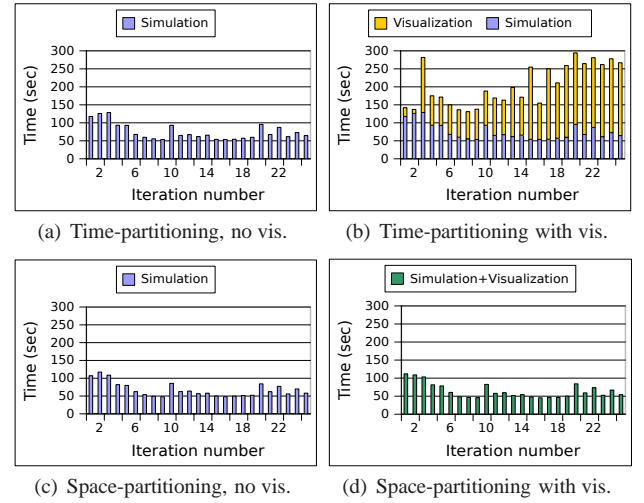 Simulation
300
250
200
150
100
50
0
Time (sec)
2 6 10 14 18 22
Iteration number
(a) Time-partitioning, no vis.
Visualization Simulation
300
250
200
150
100
50
0
Time (sec)
2 6 10 14 18 22
Iteration number
(b) Time-partitioning with vis.
Simulation
300
250
200
150
100
50
0
Time (sec)
2 6 10 14 18 22
Iteration number
(c) Space-partitioning, no vis.
Simulation+Visualization
300
250
200
150
100
50
0
Time (sec)
2 6 10 14 18 22
Iteration number
(d) Space-partitioning with vis.